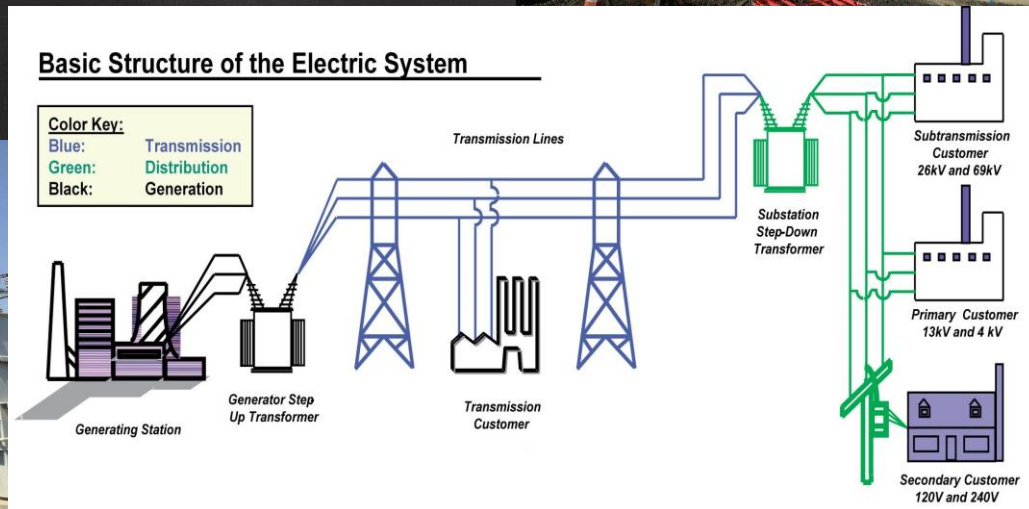 Basic Structure of the Electric System
Color Key:
Blue: Transmission
Green: Distribution
Black: Generation
Transmission Lines
Subtransmission
Customer
26kV and 69kV
Substation
Step-Down
Transformer
Primary Customer
13kV and 4 kV
Generating Station
Generator Step
Up Transformer
Transmission
Customer
Secondary Customer
120V and 240V